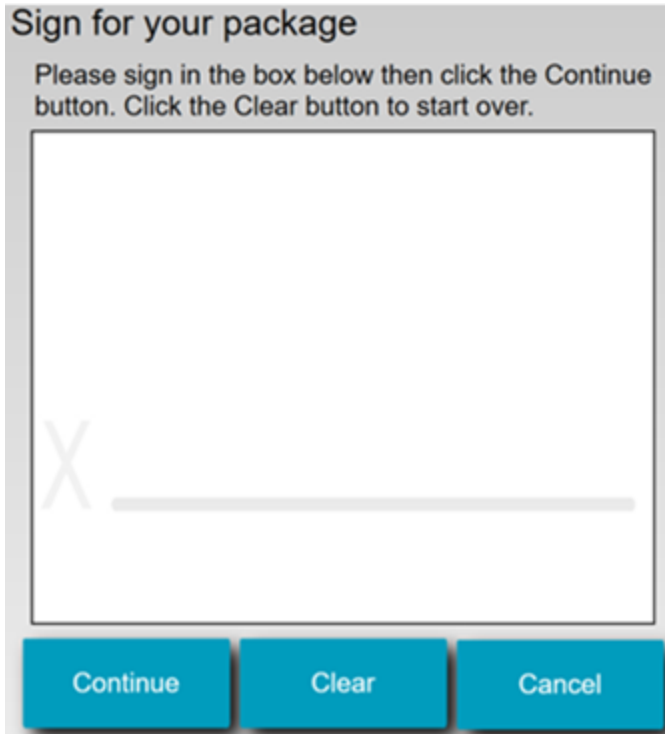 Sign for your package
Please sign in the box below then click the Continue
button. Click the Clear button to start over.
X
Continue Clear Cancel